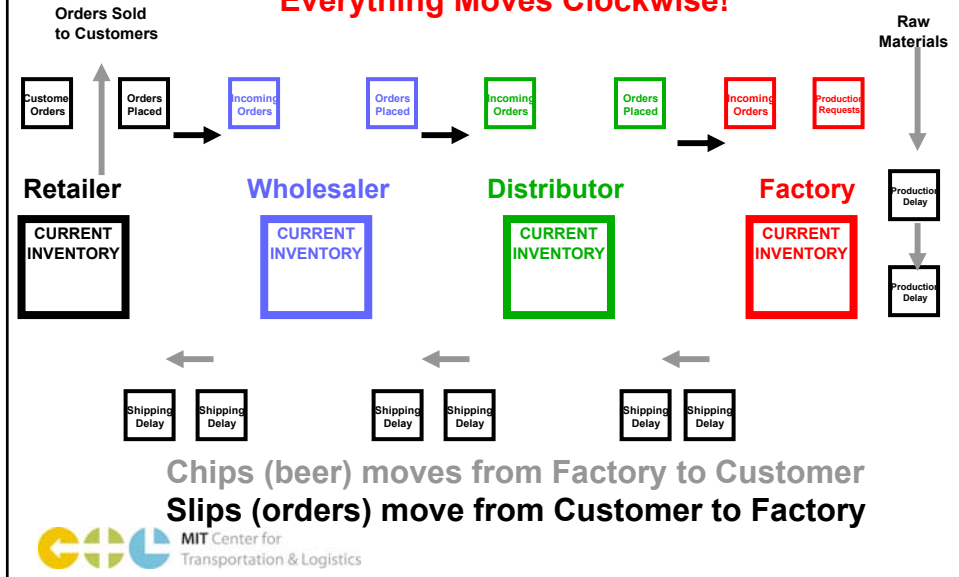 Everything Moves Clockwise!
Orders Sold
to Customers
Raw
Materials
Custome
Orders
Orders
Placed
Incoming
Orders
Orders
Placed
Incoming
Orders
Orders
Placed
Incoming
Orders
Production
Requests
Retailer
Wholesaler
Distributor
Factory
Production
Delay
CURRENT
INVENTORY
CURRENT
INVENTORY
CURRENT
INVENTORY
CURRENT
INVENTORY
Production
Delay
Shipping
Delay
Shipping
Delay
Shipping
Delay
Shipping
Delay
Shipping
Delay
Shipping
Delay
Chips (beer) moves from Factory to Customer
Slips (orders) move from Customer to Factory
MIT Center for
Transportation & Logistics